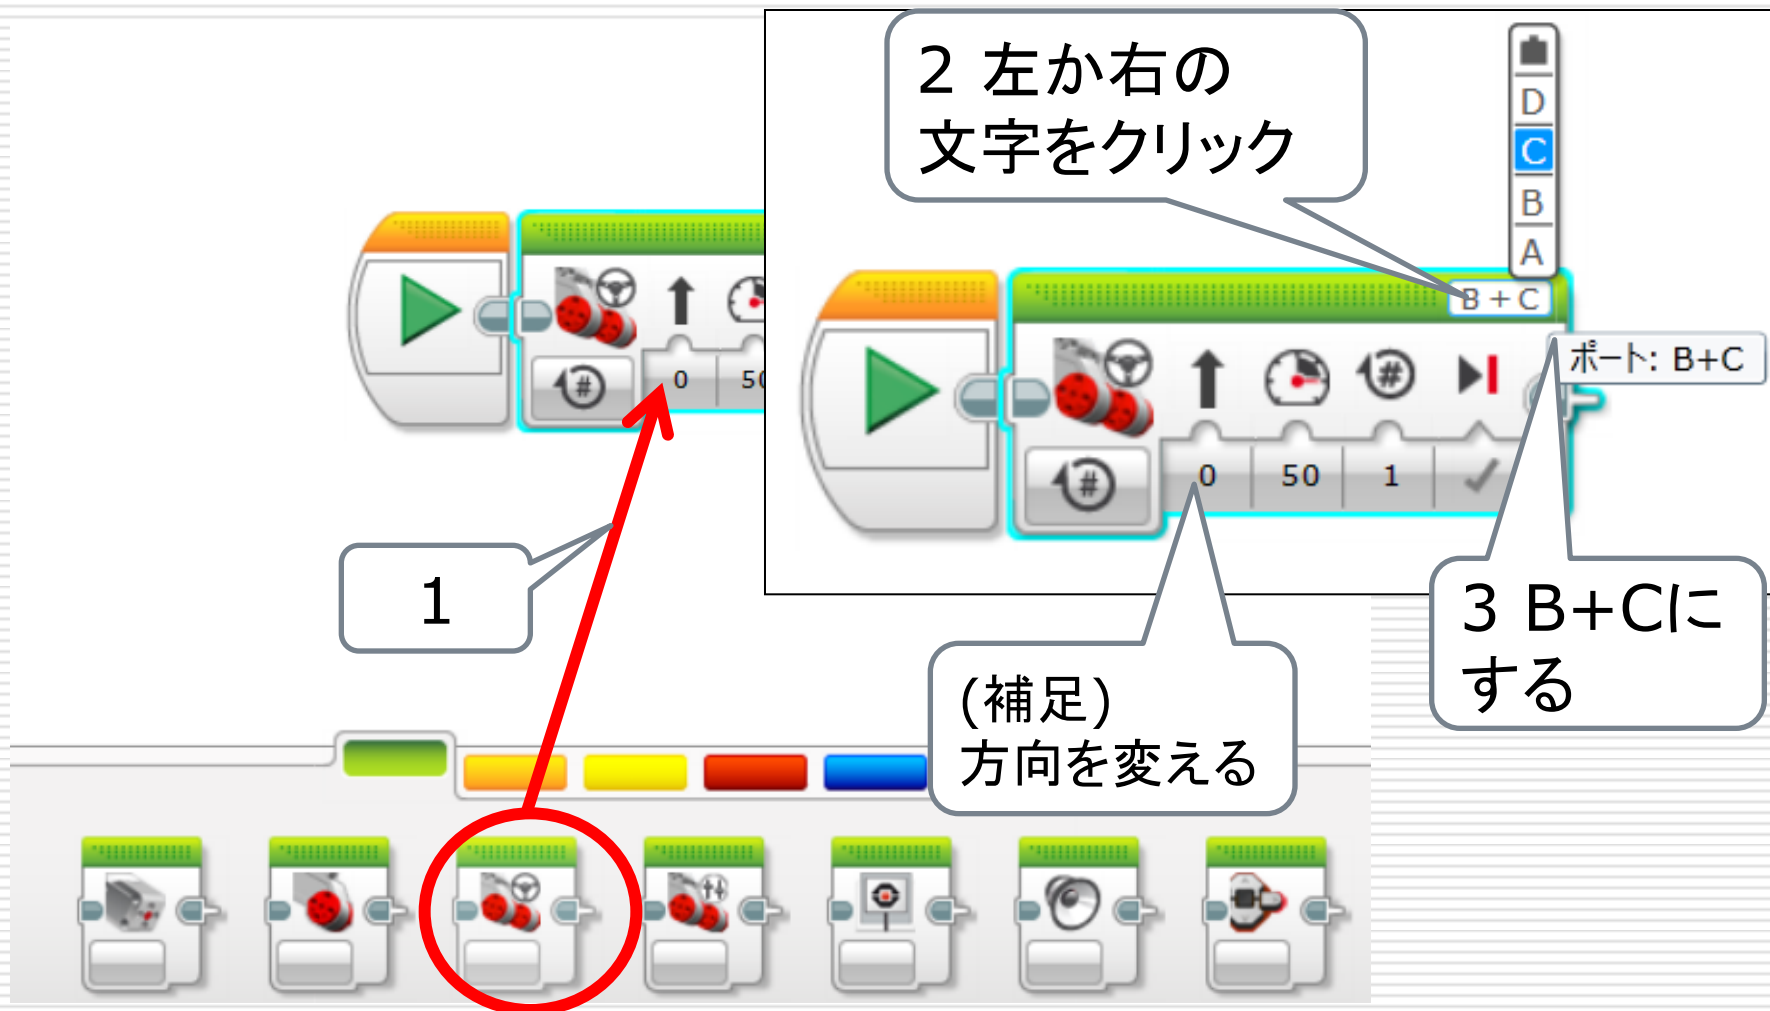 2 左か右の
文字をクリック
D
C
B
A
B + C
ポート: B+C
#
0
50
#
#
0
50
1
1
3 B+Cに
する
(補足)
方向を変える